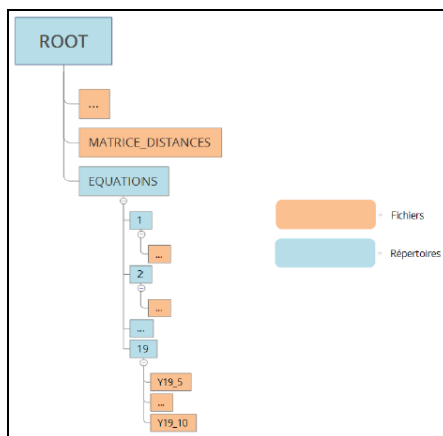 ROOT
...
MATRICE_DISTANCES
EQUATIONS
1
...
2
...
...
19
Y19_5
...
Y19_10
Fichiers
Répertoires